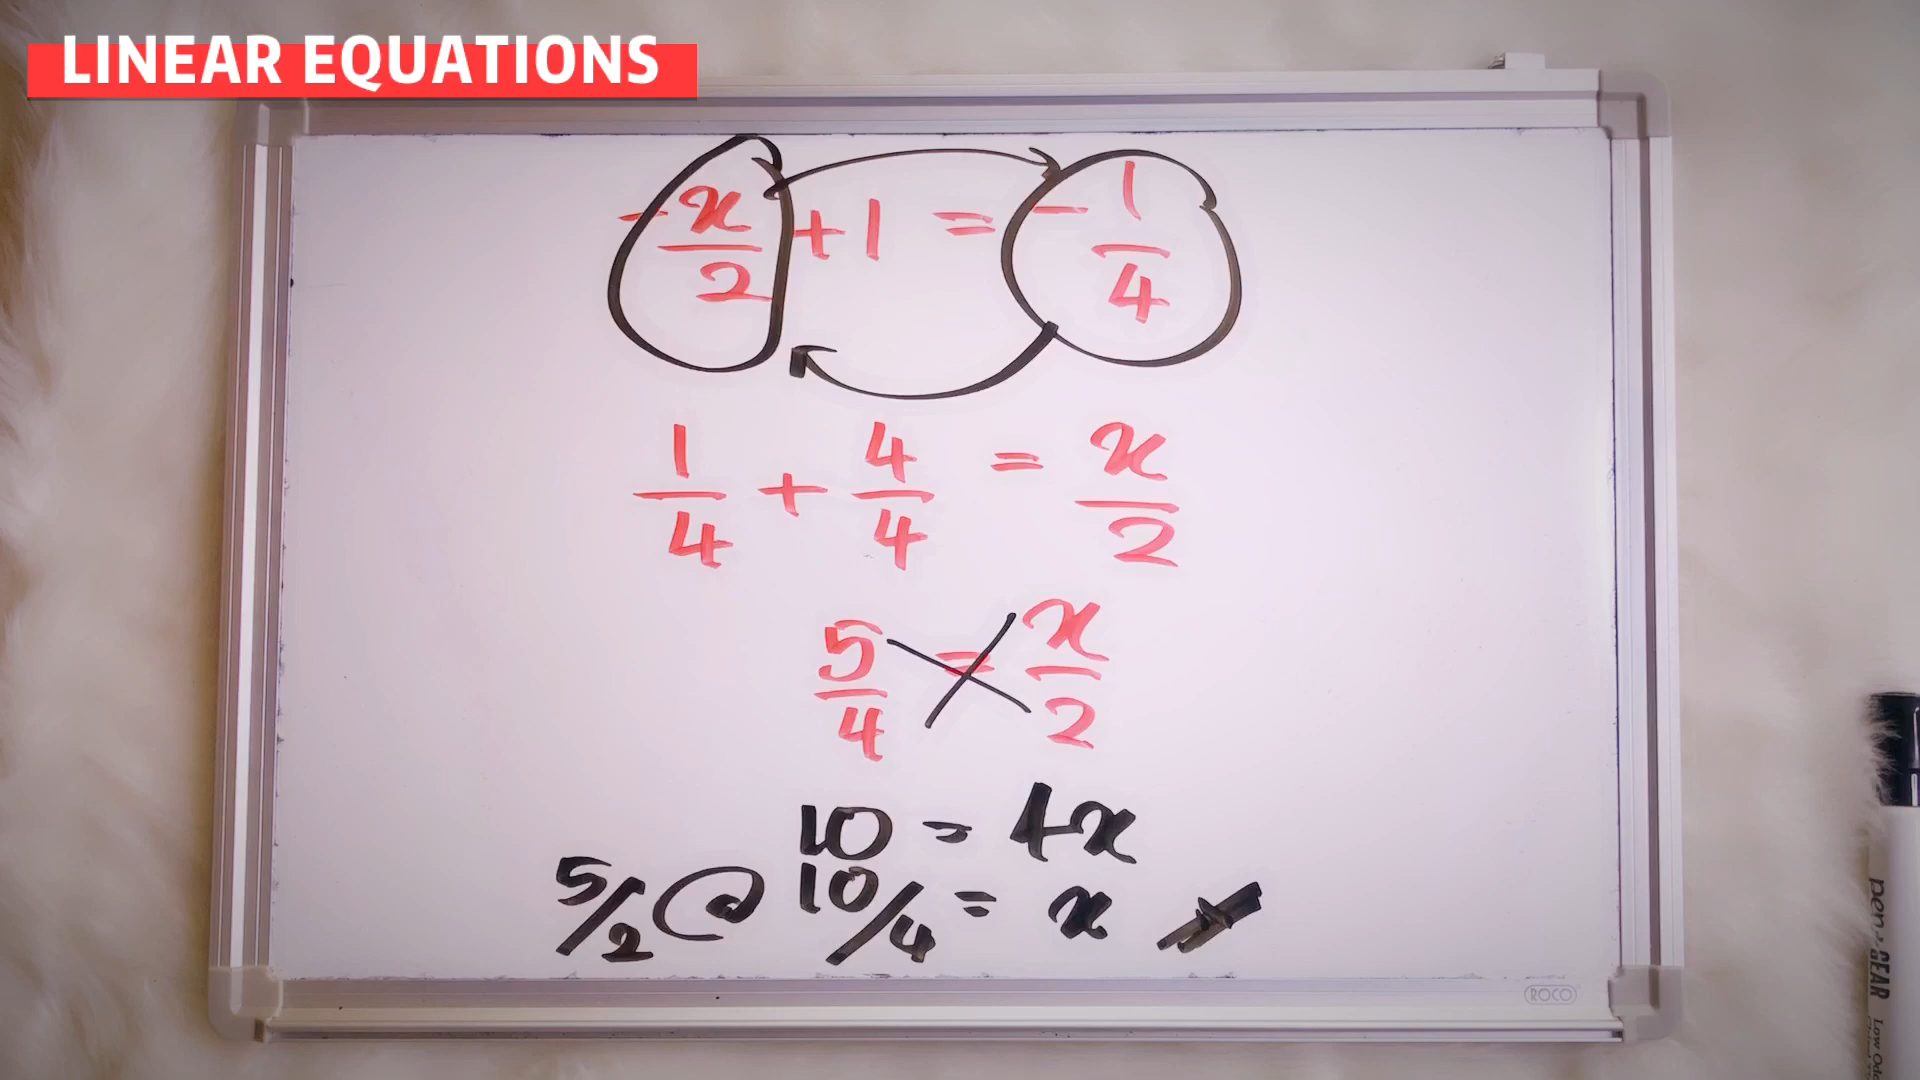 LINEAR EQUATIONS
-x/2 + 1 = -1/4
1/4 + 4/4 = x/2
5/4 = x/2
10 = 4x
5/2 @ 10/4 = x
ROCO
pen+GEAR